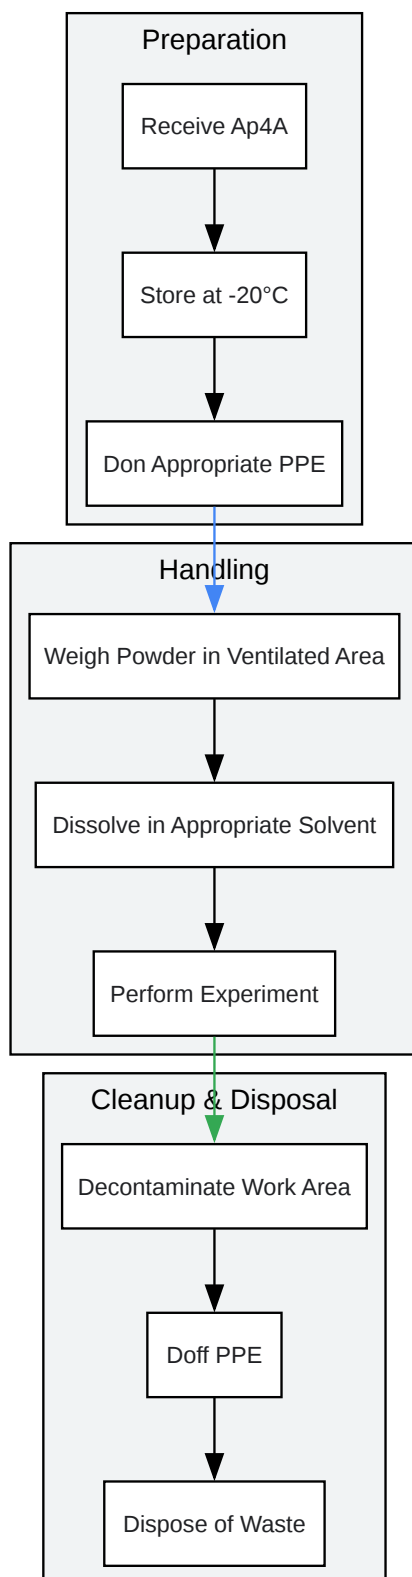 Preparation
Receive Ap4A
Store at -20°C
Don Appropriate PPE
Handling
Weigh Powder in Ventilated Area
Dissolve in Appropriate Solvent
Perform Experiment
Cleanup & Disposal
Decontaminate Work Area
Doff PPE
Dispose of Waste